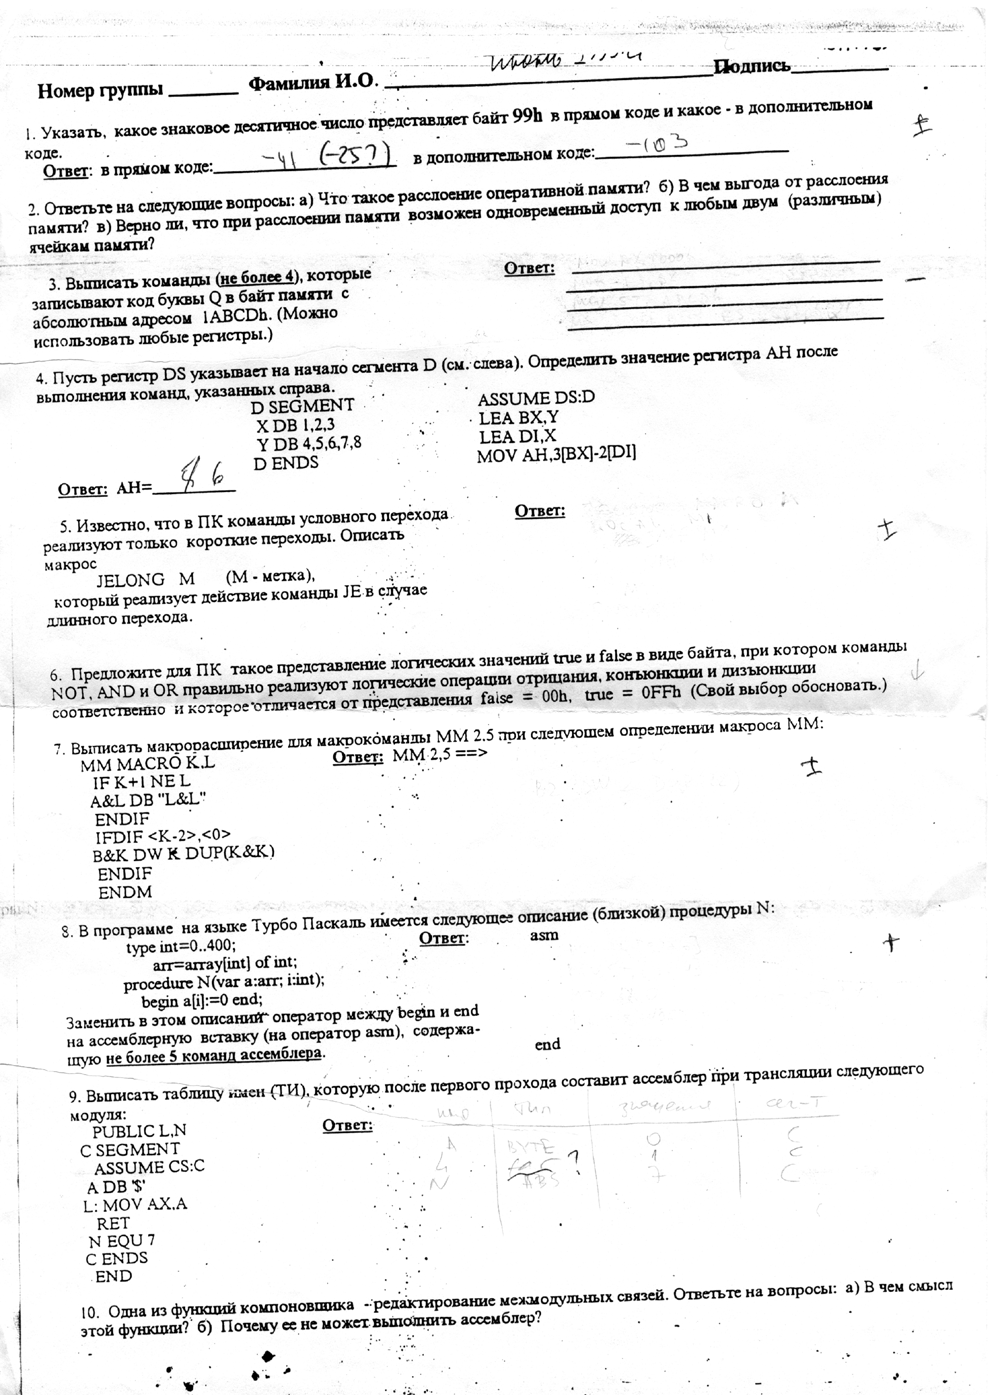 Номер группы Фамилия И.О. Подпись
1. Указать, какое знаковое десятичное число представляет байт 99h в прямом коде и какое - в дополнительном
коде.
Ответ: в прямом коде: -41 (-25?) в дополнительном коде: -103
±
2. Ответьте на следующие вопросы: а) Что такое расслоение оперативной памяти? б) В чем выгода от расслоения
памяти? в) Верно ли, что при расслоении памяти возможен одновременный доступ к любым двум (различным)
ячейкам памяти?
3. Выписать команды (не более 4), которые
записывают код буквы Q в байт памяти с
абсолютным адресом 1ABCDh. (Можно
использовать любые регистры.)
Ответ:
—
4. Пусть регистр DS указывает на начало сегмента D (см. слева). Определить значение регистра AH после
выполнения команд, указанных справа.
D SEGMENT
X DB 1,2,3
Y DB 4,5,6,7,8
D ENDS
ASSUME DS:D
LEA BX,Y
LEA DI,X
MOV AH,3[BX]-2[DI]
Ответ: AH= 6
5. Известно, что в ПК команды условного перехода
реализуют только короткие переходы. Описать
макрос
JELONG M (M - метка),
который реализует действие команды JE в случае
длинного перехода.
Ответ:
±
6. Предложите для ПК такое представление логических значений true и false в виде байта, при котором команды
NOT, AND и OR правильно реализуют логические операции отрицания, конъюнкции и дизъюнкции
соответственно и которое отличается от представления false = 00h, true = 0FFh (Свой выбор обосновать.)
7. Выписать макрорасширение для макрокоманды MM 2.5 при следующем определении макроса MM:
MM MACRO K,L
IF K+1 NE L
A&L DB "L&L"
ENDIF
IFDIF <K-2>,<0>
B&K DW K DUP(K&K)
ENDIF
ENDM
Ответ: MM 2,5 ==>
±
8. В программе на языке Турбо Паскаль имеется следующее описание (близкой) процедуры N:
type int=0..400;
arr=array[int] of int;
procedure N(var a:arr; i:int);
begin a[i]:=0 end;
Заменить в этом описании оператор между begin и end
на ассемблерную вставку (на оператор asm), содержа-
щую не более 5 команд ассемблера.
Ответ: asm
end
+
9. Выписать таблицу имен (ТИ), которую после первого прохода составит ассемблер при трансляции следующего
модуля:
PUBLIC L,N
C SEGMENT
ASSUME CS:C
A DB '$'
L: MOV AX,A
RET
N EQU 7
C ENDS
END
Ответ:
имя тип значения сег-т
A BYTE 0 C
L ? 1 C
N ABS 7 C
10. Одна из функций компоновщика - редактирование межмодульных связей. Ответьте на вопросы: а) В чем смысл
этой функции? б) Почему ее не может выполнить ассемблер?